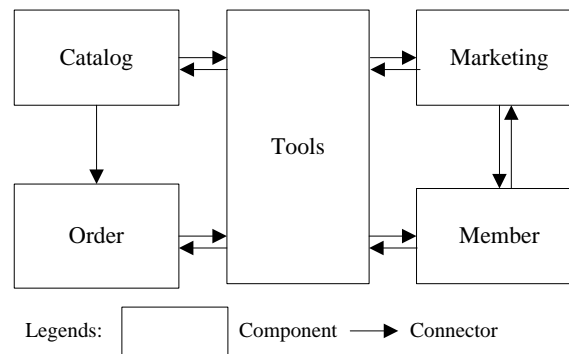 Catalog
Marketing
Tools
Order
Member
Legends: Component Connector